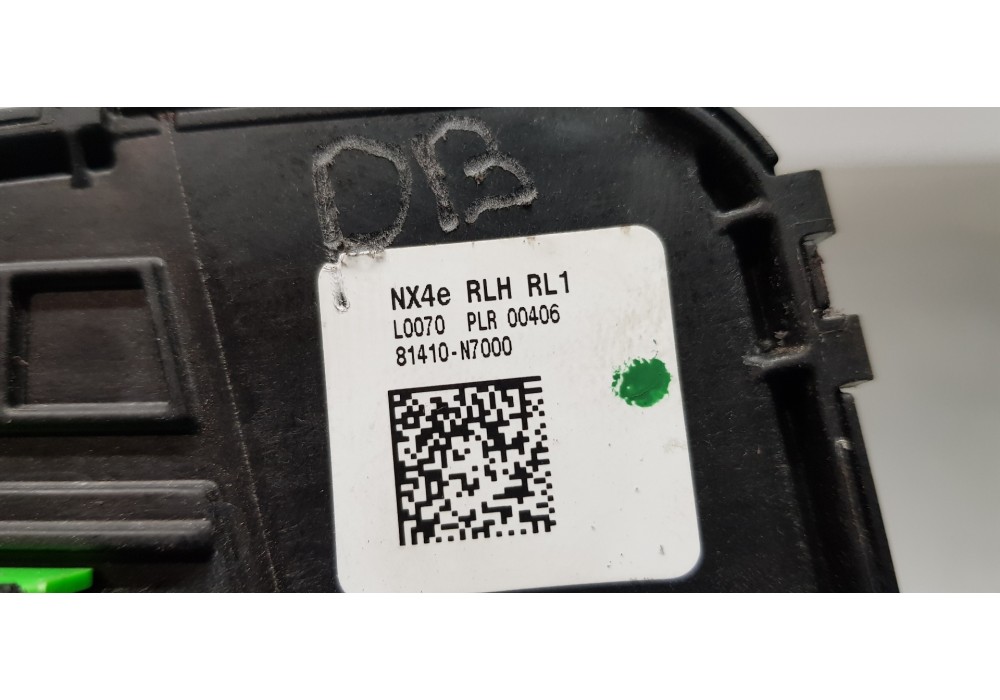 DB
NX4e RLH RL1
L0070 PLR 00406
81410-N7000